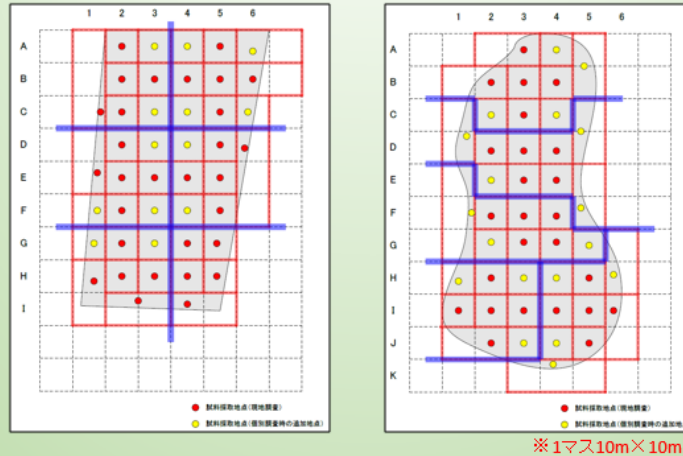 1 2 3 4 5 6
A
B
C
D
E
F
G
H
I
試料採取地点(現地調査)
試料採取地点(個別調査時の追加地点)
1 2 3 4 5 6
A
B
C
D
E
F
G
H
I
J
K
試料採取地点(現地調査)
試料採取地点(個別調査時の追加地
※1マス10m×10m